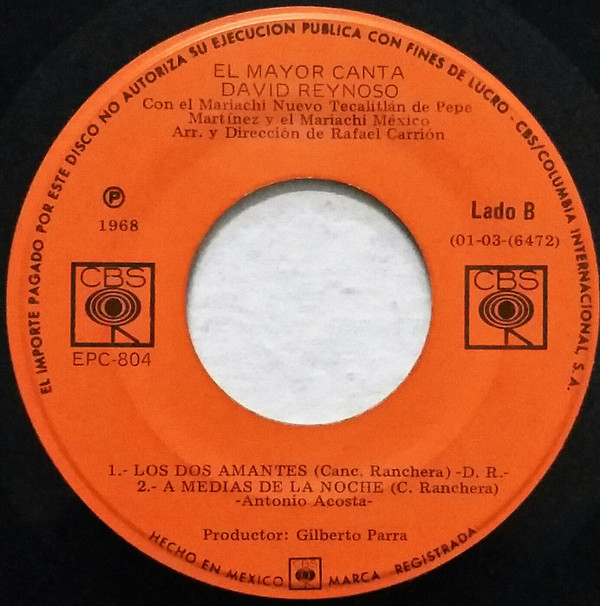 EL IMPORTE PAGADO POR ESTE DISCO NO AUTORIZA SU EJECUCION PUBLICA CON FINES DE LUCRO - CBS/COLUMBIA INTERNACIONAL, S.A.
EL MAYOR CANTA
DAVID REYNOSO
Con el Mariachi Nuevo Tecalitlán de Pepe
Martínez y el Mariachi México
Arr. y Dirección de Rafael Carrión
P
1968
Lado B
(01-03-(6472)
CBS
CBS
EPC-804
1.- LOS DOS AMANTES (Canc. Ranchera) -D. R.-
2.- A MEDIAS DE LA NOCHE (C. Ranchera)
-Antonio Acosta-
Productor: Gilberto Parra
HECHO EN MEXICO CBS MARCA REGISTRADA